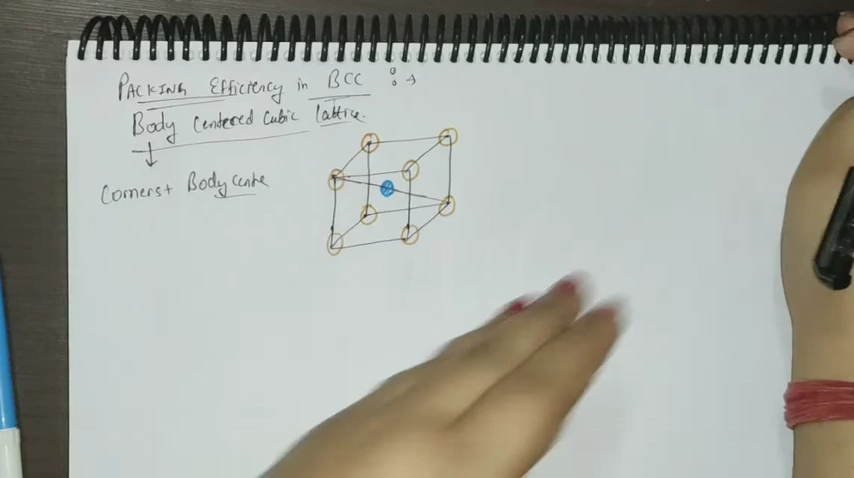 PACKING Efficiency in BCC :→
Body Centered Cubic lattice.
Corners + Body centre